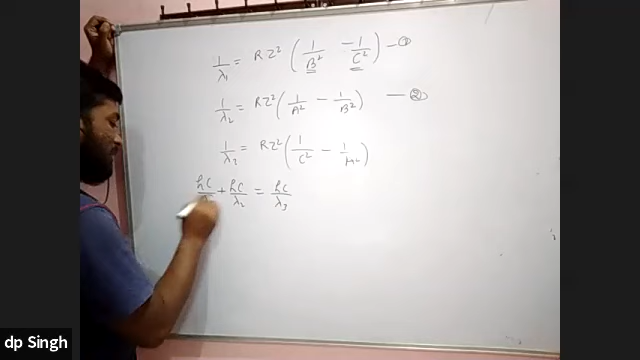 1/λ₁ = RZ² ( 1/B² - 1/C² ) - ①
1/λ₂ = RZ² ( 1/A² - 1/B² ) - ②
1/λ₃ = RZ² ( 1/C² - 1/A² )
hc/λ + hc/λ₂ = hc/λ₃
dp Singh